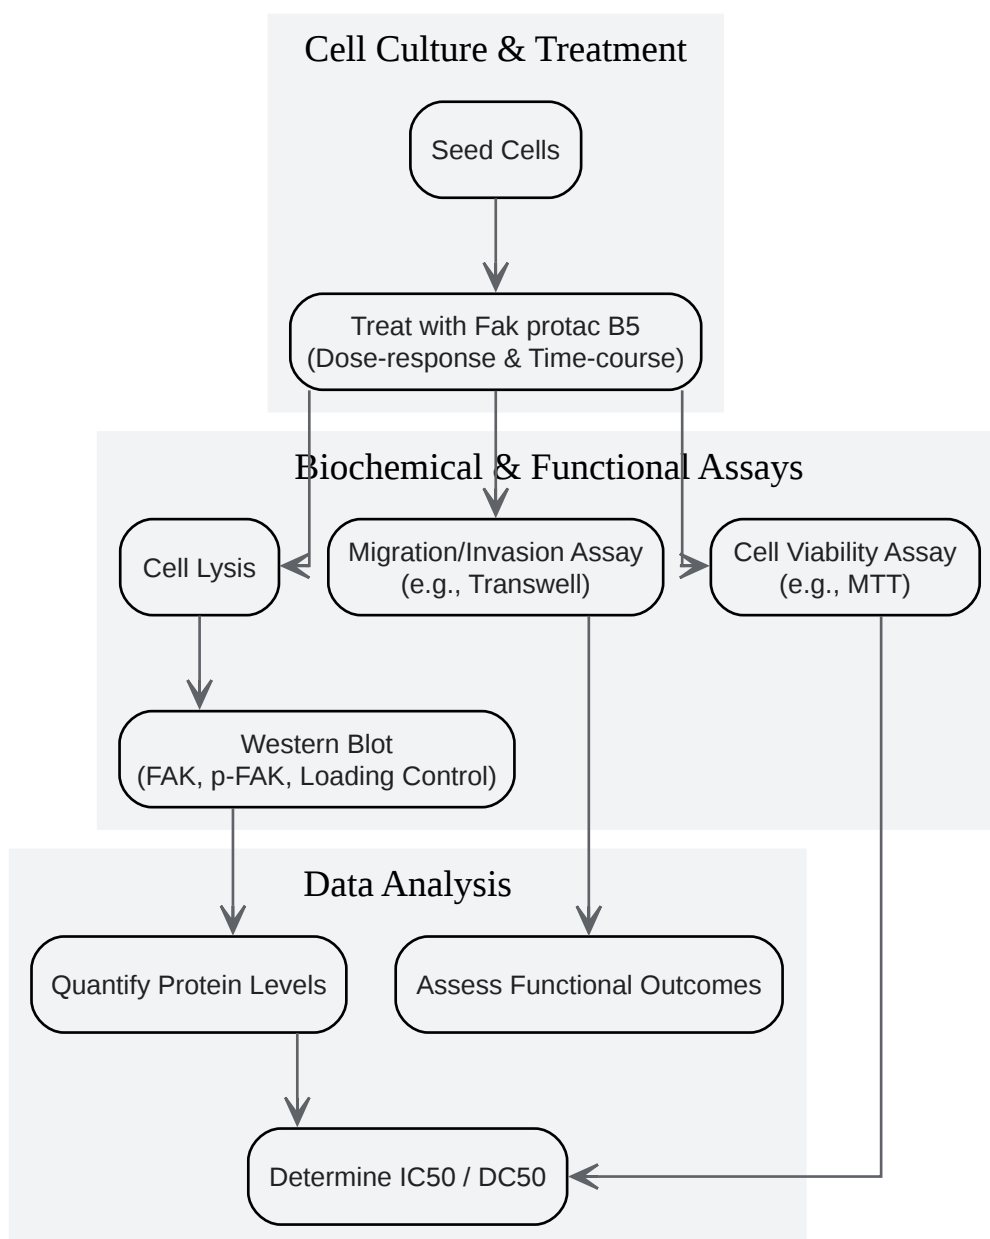 Cell Culture & Treatment
Seed Cells
Treat with Fak protac B5
(Dose-response & Time-course)
Biochemical & Functional Assays
Cell Lysis
Migration/Invasion Assay
(e.g., Transwell)
Cell Viability Assay
(e.g., MTT)
Western Blot
(FAK, p-FAK, Loading Control)
Data Analysis
Quantify Protein Levels
Assess Functional Outcomes
Determine IC50 / DC50